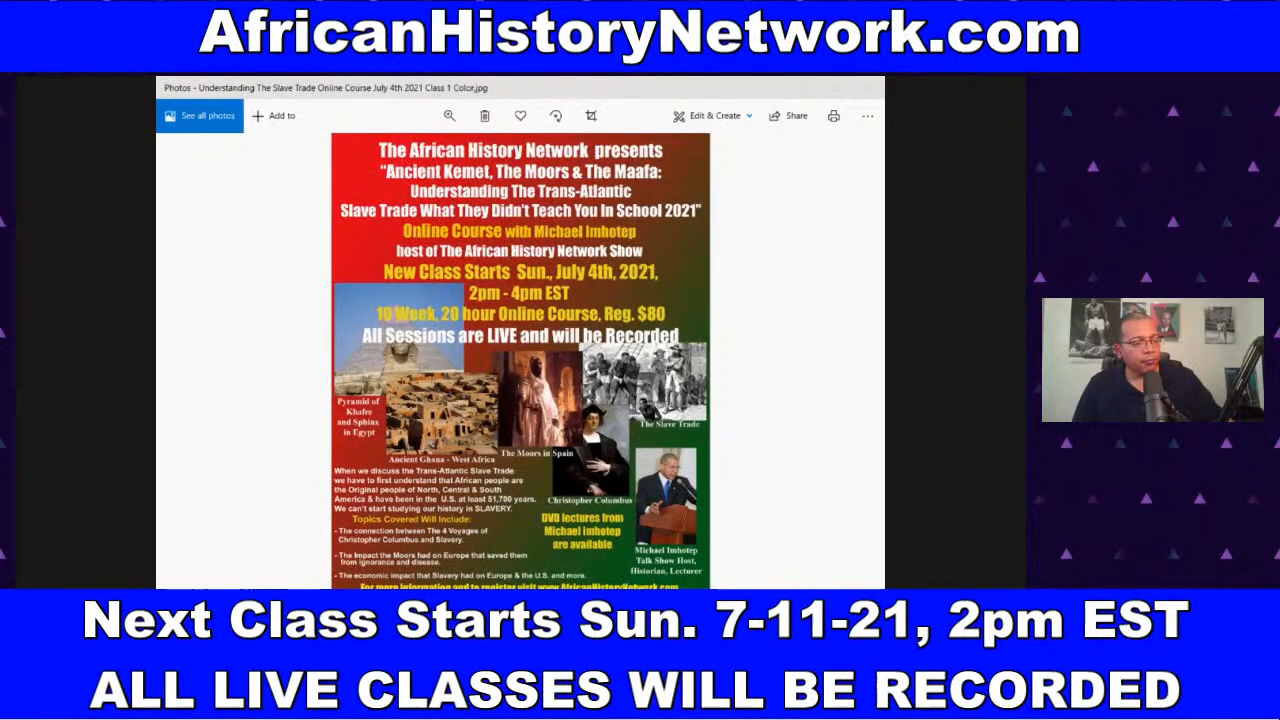 AfricanHistoryNetwork.com
Photos - Understanding The Slave Trade Online Course July 4th 2021 Class 1 Color.jpg
See all photos
Add to
Edit & Create
Share
The African History Network presents
“Ancient Kemet, The Moors & The Maafa:
Understanding The Trans-Atlantic
Slave Trade What They Didn't Teach You In School 2021”
Online Course with Michael Imhotep
host of The African History Network Show
New Class Starts Sun., July 4th, 2021,
2pm - 4pm EST
10 Week, 20 hour Online Course, Reg. $80
All Sessions are LIVE and will be Recorded
Pyramid of
Khafre
and Sphinx
in Egypt
Ancient Ghana - West Africa
The Moors in Spain
The Slave Trade
Christopher Columbus
When we discuss the Trans-Atlantic Slave Trade
we have to first understand that African people are
the Original people of North, Central & South
America & have been in the U.S. at least 51,700 years.
We can't start studying our history in SLAVERY.
Topics Covered Will Include:
- The connection between The 4 Voyages of
Christopher Columbus and Slavery.
- The Impact the Moors had on Europe that saved them
from ignorance and disease.
- The economic impact that Slavery had on Europe & the U.S. and more.
DVD lectures from
Michael imhotep
are available
Michael Imhotep
Talk Show Host,
Historian, Lecturer
For more information and to register visit www.AfricanHistoryNetwork.com
Next Class Starts Sun. 7-11-21, 2pm EST
ALL LIVE CLASSES WILL BE RECORDED